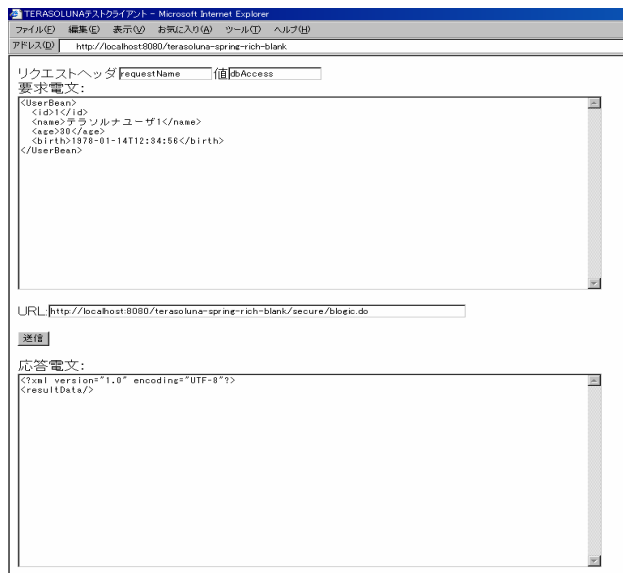 TERASOLUNAテストクライアント - Microsoft Internet Explorer
ファイル(F) 編集(E) 表示(V) お気に入り(A) ツール(T) ヘルプ(H)
アドレス(D) http://localhost:8080/terasoluna-spring-rich-blank
リクエストヘッダ requestName 値 dbAccess
要求電文:
<UserBean>
<id>1</id>
<name>テラソルナユーザ1</name>
<age>30</age>
<birth>1978-01-14T12:34:56</birth>
</UserBean>
URL: http://localhost:8080/terasoluna-spring-rich-blank/secure/blogic.do
送信
応答電文:
<?xml version="1.0" encoding="UTF-8"?>
<resultData/>